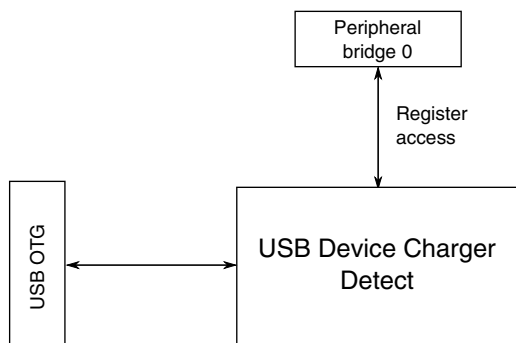 Peripheral
bridge 0
Register
access
USB Device Charger
Detect
USB OTG